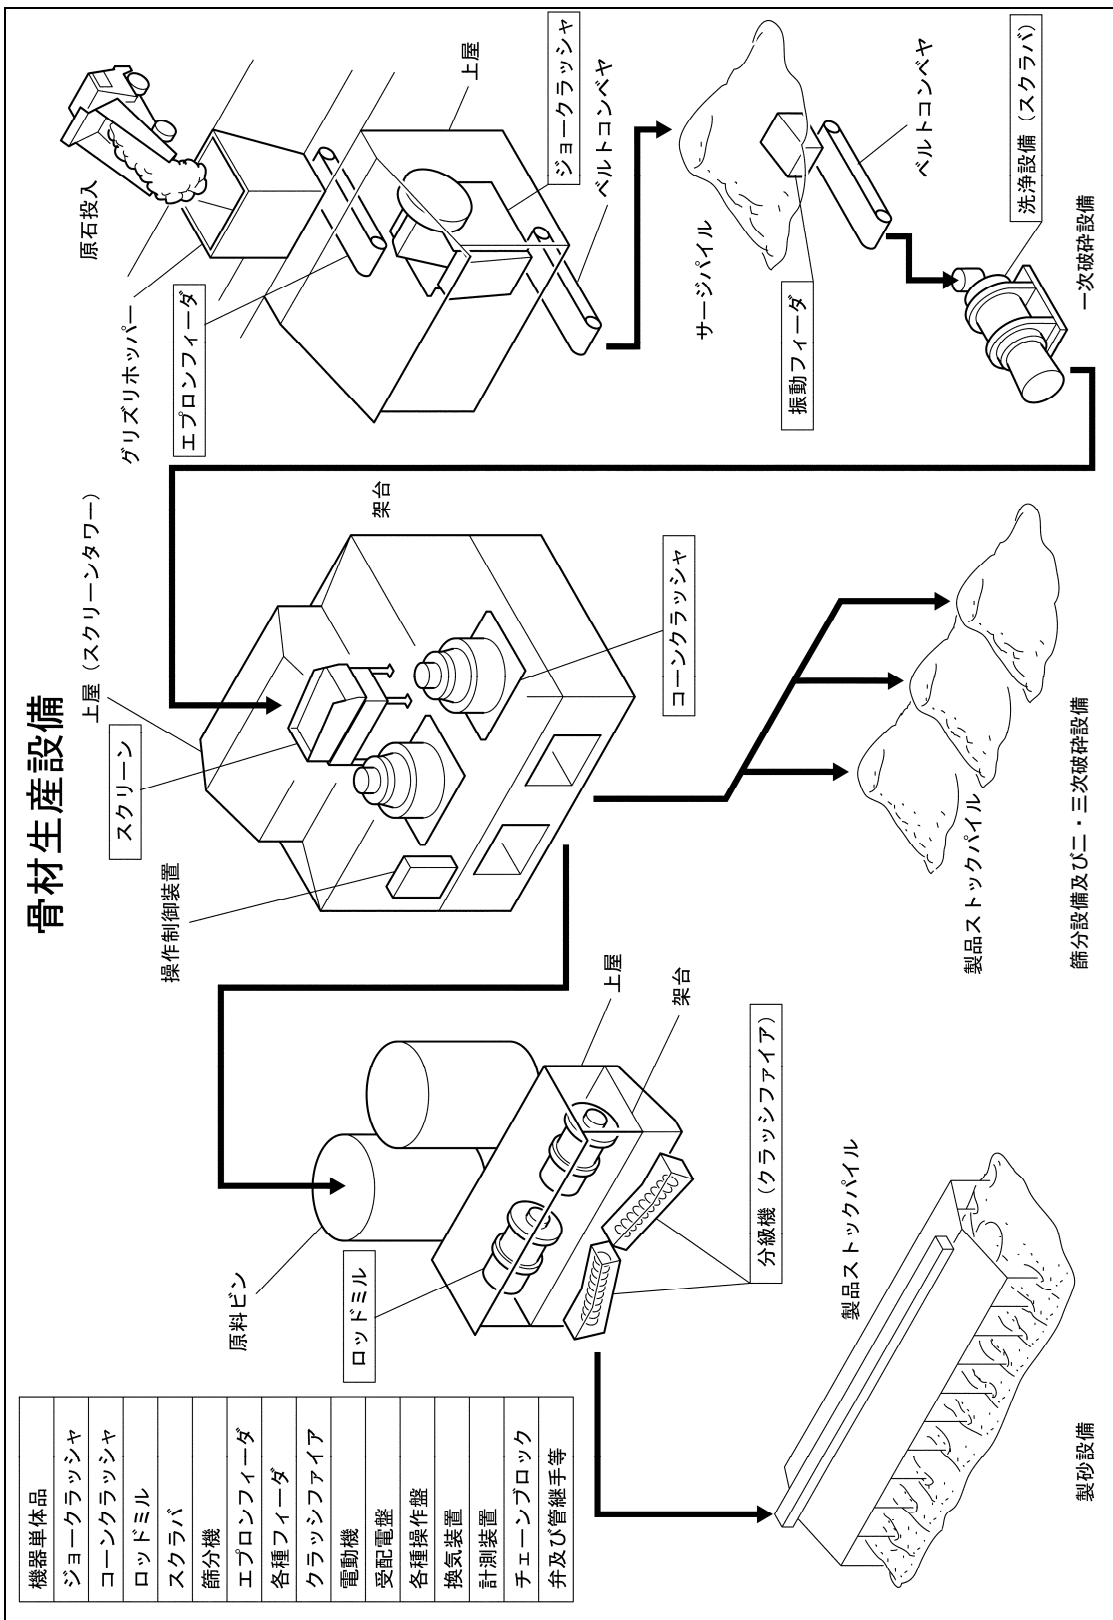 骨材生産設備
原石投入
グリズリホッパー
エプロンフィーダ
上屋
ジョークラッシャ
ベルトコンベヤ
サージパイル
振動フィーダ
ベルトコンベヤ
洗浄設備（スクラバ）
一次破砕設備
上屋（スクリーンタワー）
スクリーン
操作制御装置
架台
コーンクラッシャ
製品ストックパイル
篩分設備及び二・三次破砕設備
原料ビン
ロッドミル
上屋
架台
分級機（クラッシファイア）
製品ストックパイル
製砂設備
機器単体品
ジョークラッシャ
コーンクラッシャ
ロッドミル
スクラバ
篩分機
エプロンフィーダ
各種フィーダ
クラッシファイア
電動機
受配電盤
各種操作盤
換気装置
計測装置
チェーンブロック
弁及び管継手等